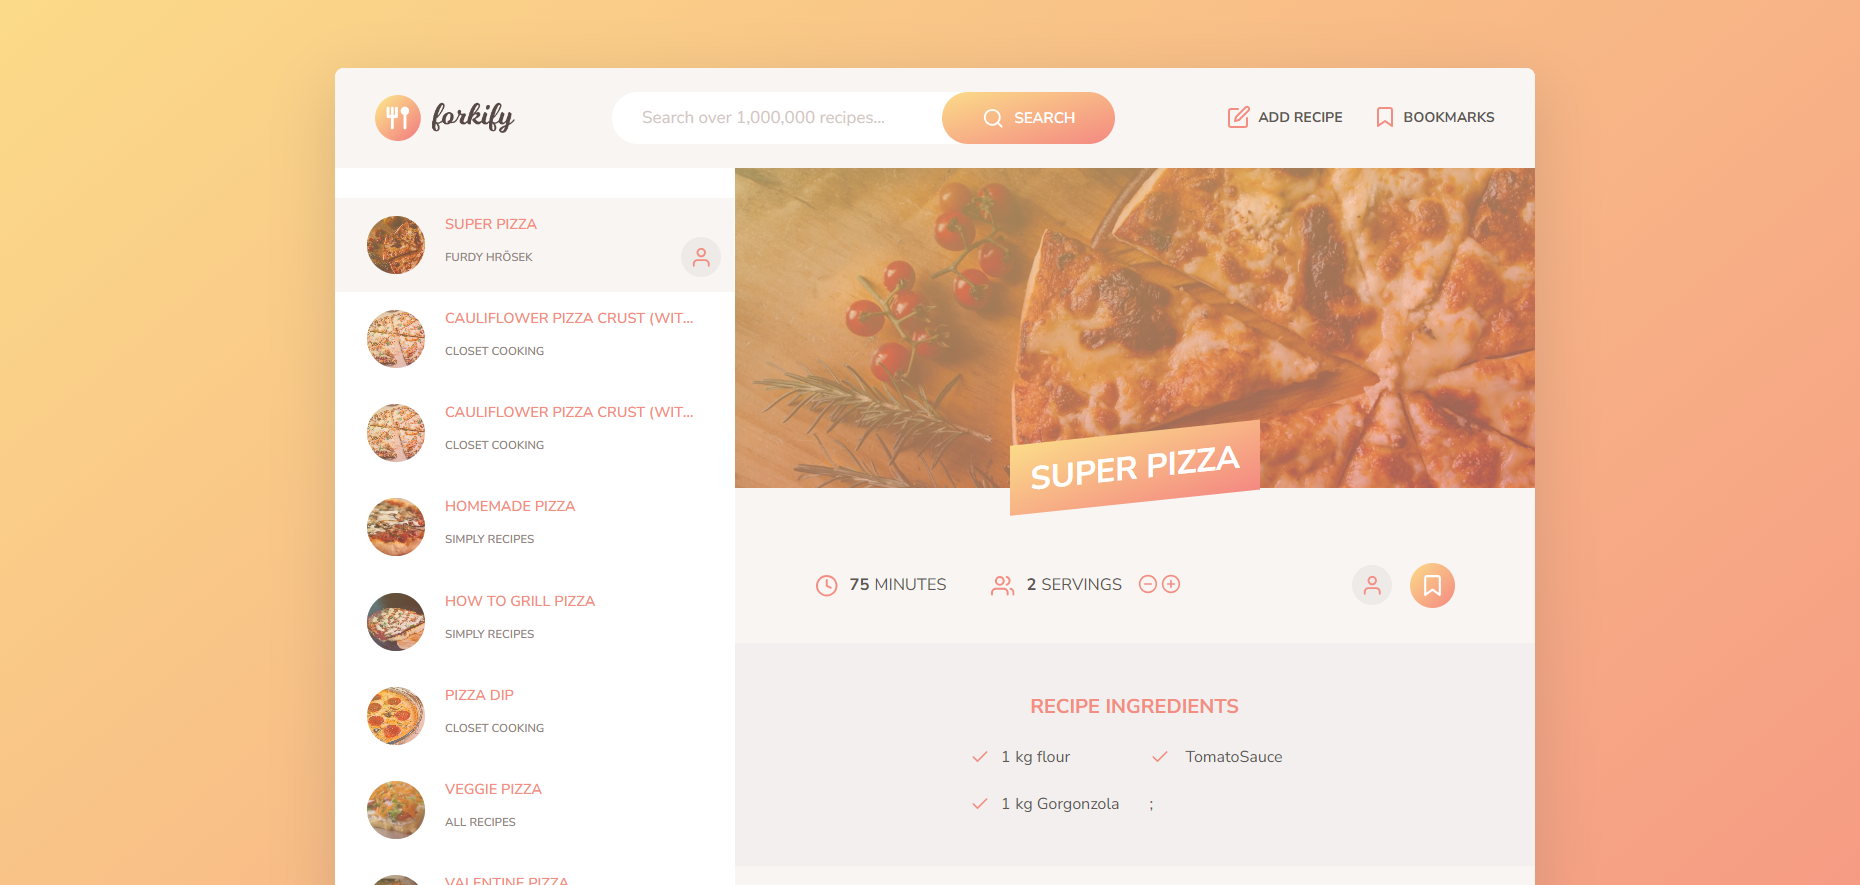 forkify
Search over 1,000,000 recipes...
SEARCH
ADD RECIPE
BOOKMARKS
SUPER PIZZA
FURDY HRÖSEK
CAULIFLOWER PIZZA CRUST (WIT...
CLOSET COOKING
CAULIFLOWER PIZZA CRUST (WIT...
CLOSET COOKING
HOMEMADE PIZZA
SIMPLY RECIPES
HOW TO GRILL PIZZA
SIMPLY RECIPES
PIZZA DIP
CLOSET COOKING
VEGGIE PIZZA
ALL RECIPES
VALENTINE PIZZA
SUPER PIZZA
75 MINUTES
2 SERVINGS
RECIPE INGREDIENTS
1 kg flour
TomatoSauce
1 kg Gorgonzola
;